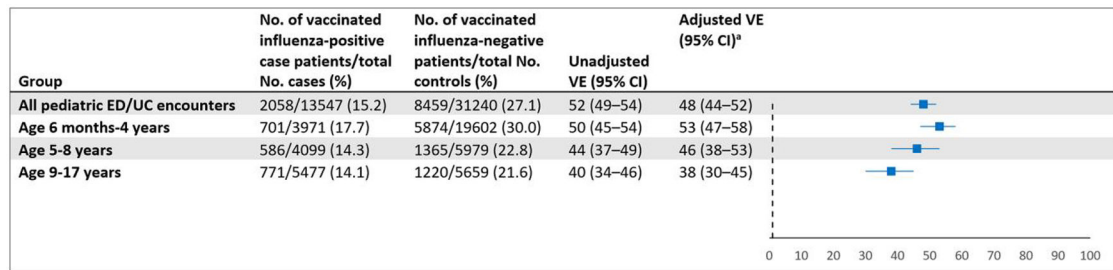 No. of vaccinated No. of vaccinated Adjusted VE
influenza-positive influenza-negative (95% CI)ᵃ
case patients/total patients/total No. Unadjusted
Group No. cases (%) controls (%) VE (95% CI)
All pediatric ED/UC encounters 2058/13547 (15.2) 8459/31240 (27.1) 52 (49–54) 48 (44–52)
Age 6 months-4 years 701/3971 (17.7) 5874/19602 (30.0) 50 (45–54) 53 (47–58)
Age 5-8 years 586/4099 (14.3) 1365/5979 (22.8) 44 (37–49) 46 (38–53)
Age 9-17 years 771/5477 (14.1) 1220/5659 (21.6) 40 (34–46) 38 (30–45)
0 10 20 30 40 50 60 70 80 90 100